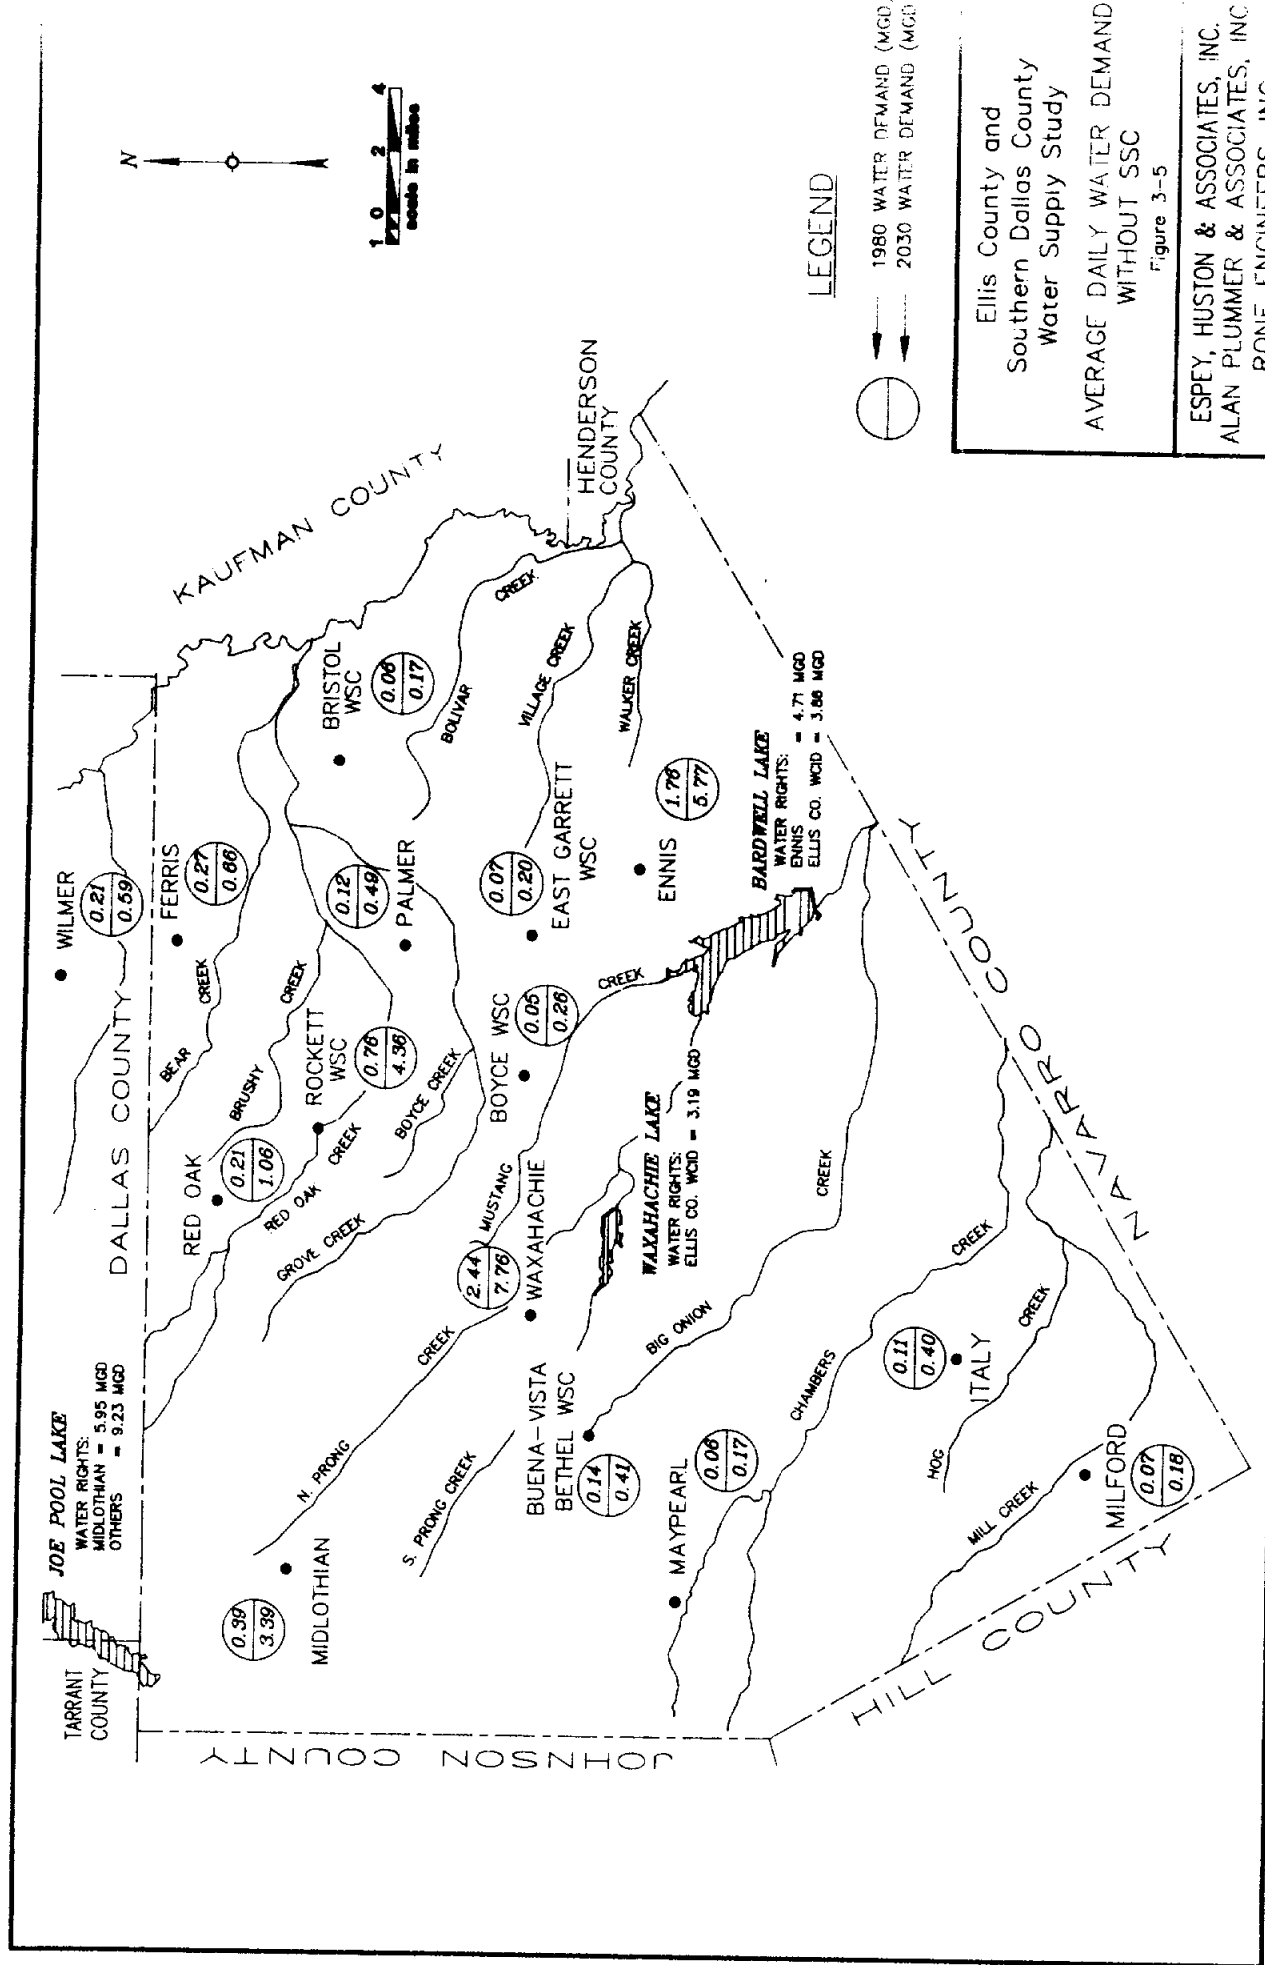 TARRANT
COUNTY
JOE POOL LAKE
WATER RIGHTS:
MIDLOTHIAN = 5.95 MGD
OTHERS = 9.23 MGD
DALLAS COUNTY
WILMER
0.21
0.59
KAUFMAN COUNTY
N
1 0 2 4
scale in miles
FERRIS
0.27
0.66
BEAR
CREEK
BRUSHY
CREEK
RED OAK
0.21
1.06
ROCKETT
WSC
0.76
4.36
RED OAK
CREEK
GROVE CREEK
BOYCE CREEK
PALMER
0.12
0.49
BRISTOL
WSC
0.06
0.17
BOLIVAR
CREEK
HENDERSON
COUNTY
VILLAGE CREEK
WALKER CREEK
EAST GARRETT
WSC
0.07
0.20
ENNIS
1.76
5.77
BOYCE WSC
0.05
0.26
MIDLOTHIAN
0.39
3.39
N. PRONG
CREEK
S. PRONG CREEK
WAXAHACHIE
2.44
7.76
MUSTANG
CREEK
BARDWELL LAKE
WATER RIGHTS:
ENNIS = 4.71 MGD
ELLIS CO. WCID = 3.88 MGD
WAXAHACHIE LAKE
WATER RIGHTS:
ELLIS CO. WCID = 3.19 MGD
BUENA-VISTA
BETHEL WSC
0.14
0.41
BIG ONION
CREEK
MAYPEARL
0.06
0.17
CHAMBERS
CREEK
ITALY
0.11
0.40
HOG
CREEK
MILL CREEK
MILFORD
0.07
0.18
JOHNSON COUNTY
HILL COUNTY
NAVARRO COUNTY
LEGEND
1980 WATER DEMAND (MGD
2030 WATER DEMAND (MGD
Ellis County and
Southern Dallas County
Water Supply Study
AVERAGE DAILY WATER DEMAND
WITHOUT SSC
Figure 3-5
ESPEY, HUSTON & ASSOCIATES, INC.
ALAN PLUMMER & ASSOCIATES, INC
RONE ENGINEERS, INC